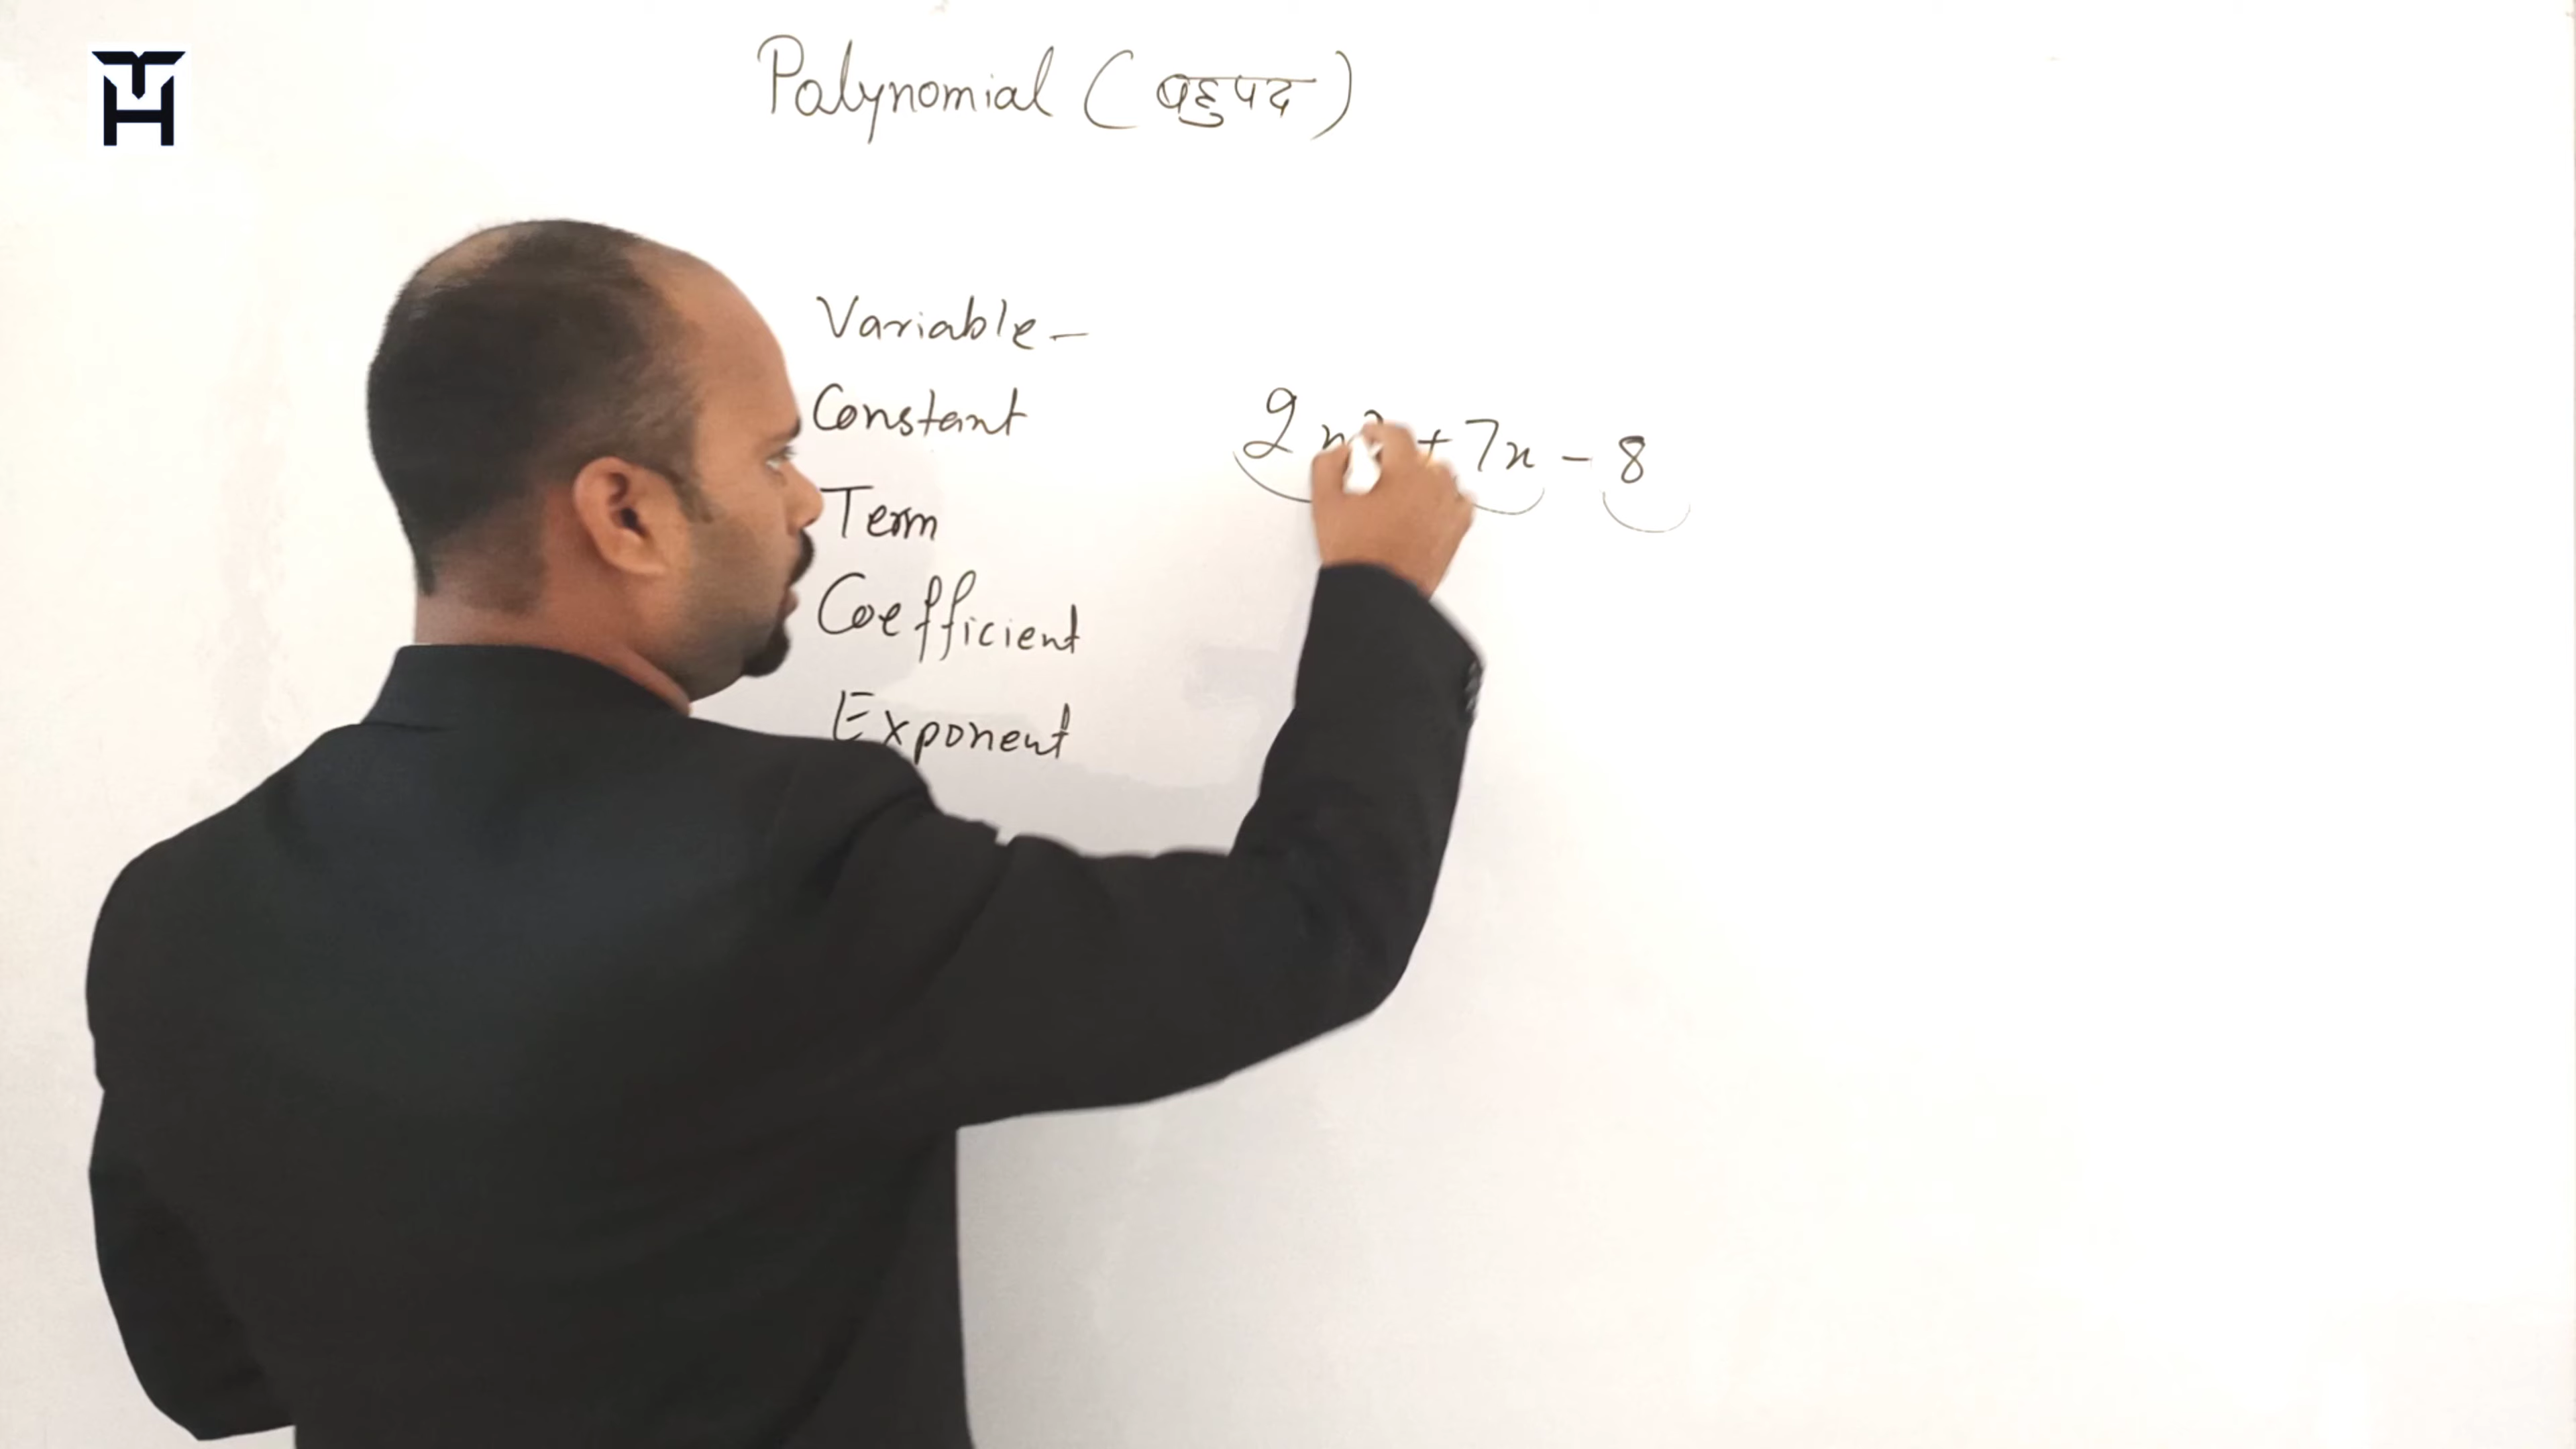 Polynomial (बहुपद)
Variable –
Constant
Term
Coefficient
Exponent
2x² + 7x - 8